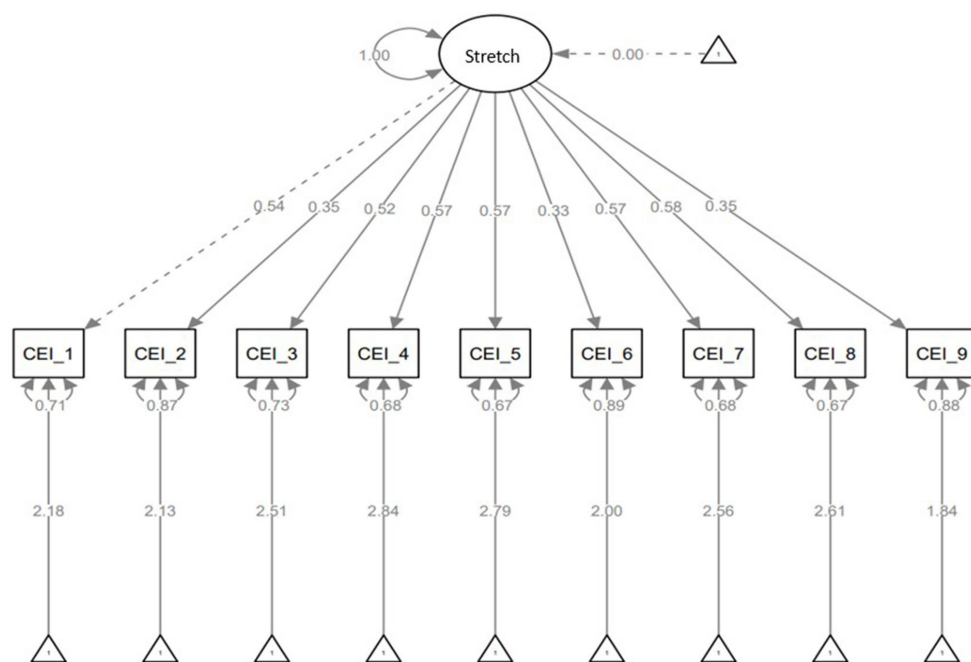 1.00 Stretch 0.00 1
0.54 0.35 0.52 0.57 0.57 0.33 0.57 0.58 0.35
CEI_1 CEI_2 CEI_3 CEI_4 CEI_5 CEI_6 CEI_7 CEI_8 CEI_9
0.71 0.87 0.73 0.68 0.67 0.89 0.68 0.67 0.88
2.18 2.13 2.51 2.84 2.79 2.00 2.56 2.61 1.84
1 1 1 1 1 1 1 1 1